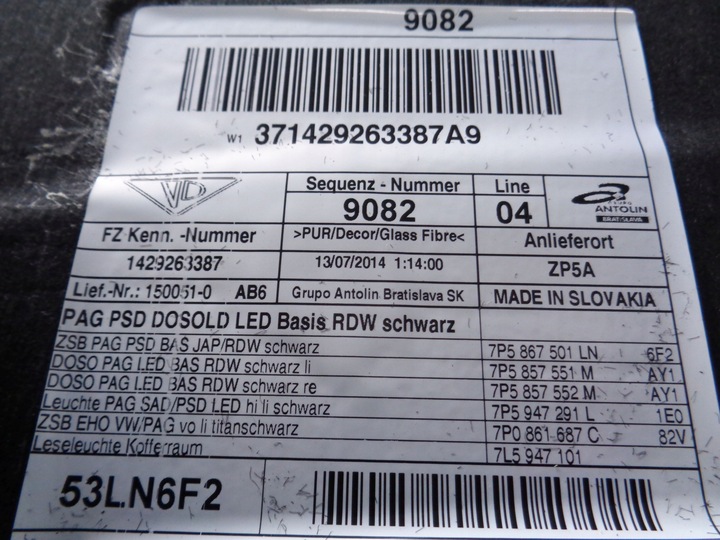 9082
W1 371429263387A9
VD
Sequenz - Nummer
Line
9082
04
GRUPO
ANTOLIN
BRATISLAVA
FZ Kenn. -Nummer
>PUR/Decor/Glass Fibre<
Anlieferort
1429263387
13/07/2014 1:14:00
ZP5A
Lief.-Nr.: 150051-0 AB6
Grupo Antolin Bratislava SK
MADE IN SLOVAKIA
PAG PSD DOSOLD LED Basis RDW schwarz
ZSB PAG PSD BAS JAP/RDW schwarz 7P5 867 501 LN 6F2
DOSO PAG LED BAS RDW schwarz li 7P5 857 551 M AY1
DOSO PAG LED BAS RDW schwarz re 7P5 857 552 M AY1
Leuchte PAG SAD/PSD LED hi li schwarz 7P5 947 291 L 1E0
ZSB EHO VW/PAG vo li titanschwarz 7P0 861 687 C 82V
Leseleuchte Kofferraum 7L5 947 101
53LN6F2